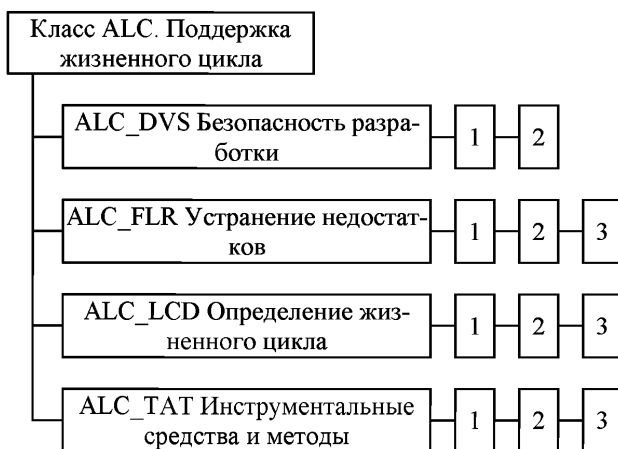 Класс ALC. Поддержка
жизненного цикла
ALC_DVS Безопасность разра-
ботки
1 2
ALC_FLR Устранение недостат-
ков
1 2 3
ALC_LCD Определение жиз-
ненного цикла
1 2 3
ALC_TAT Инструментальные
средства и методы
1 2 3